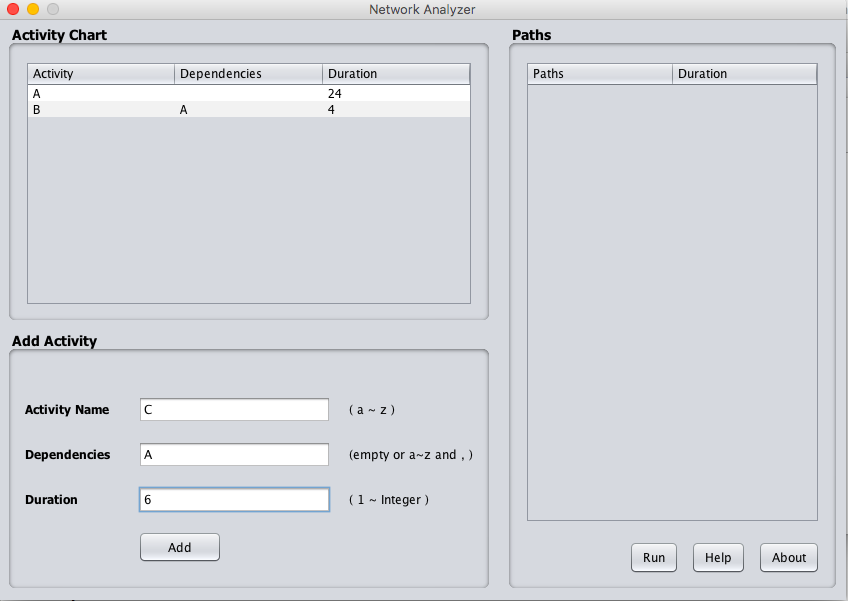 Network Analyzer
Activity Chart
Activity Dependencies Duration
A 24
B A 4
Add Activity
Activity Name C ( a ~ z )
Dependencies A (empty or a~z and , )
Duration 6 ( 1 ~ Integer )
Add
Paths
Paths Duration
Run Help About